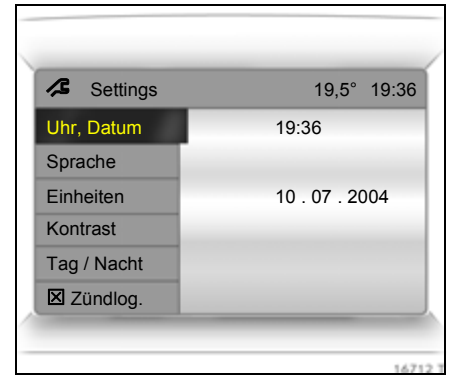 Settings 19,5° 19:36
Uhr, Datum 19:36
Sprache
Einheiten 10 . 07 . 2004
Kontrast
Tag / Nacht
☒ Zündlog.
16712 T